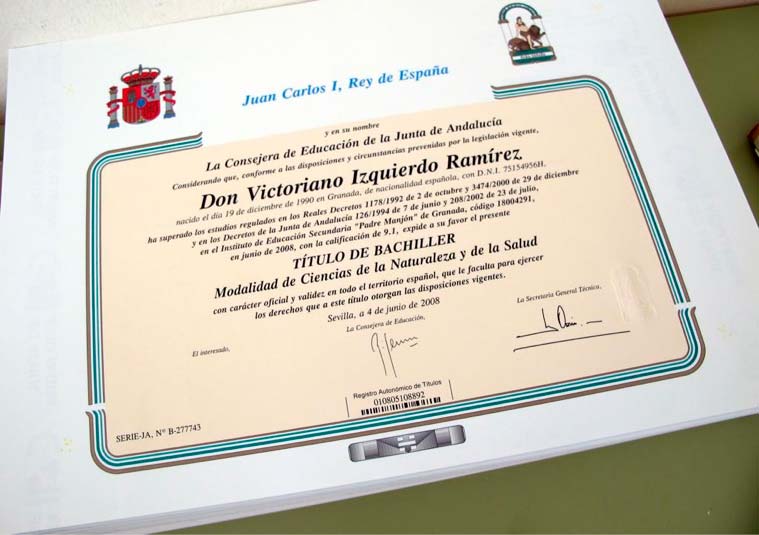 Juan Carlos I, Rey de España
y en su nombre
La Consejera de Educación de la Junta de Andalucía
Considerando que, conforme a las disposiciones y circunstancias prevenidas por la legislación vigente,
Don Victoriano Izquierdo Ramírez
nacido el día 19 de diciembre de 1990 en Granada, de nacionalidad española, con D.N.I. 75154956H,
ha superado los estudios regulados en los Reales Decretos 1178/1992 de 2 de octubre y 3474/2000 de 29 de diciembre
y en los Decretos de la Junta de Andalucía 126/1994 de 7 de junio y 208/2002 de 23 de julio,
en el Instituto de Educación Secundaria "Padre Manjón" de Granada, código 18004291,
en junio de 2008, con la calificación de 9.1, expide a su favor el presente
TÍTULO DE BACHILLER
Modalidad de Ciencias de la Naturaleza y de la Salud
con carácter oficial y validez en todo el territorio español, que le faculta para ejercer
los derechos que a este título otorgan las disposiciones vigentes.
Sevilla, a 4 de junio de 2008
El interesado,
La Consejera de Educación,
La Secretaria General Técnica,
Registro Autonómico de Títulos
010805108892
SERIE-JA, Nº B-277743